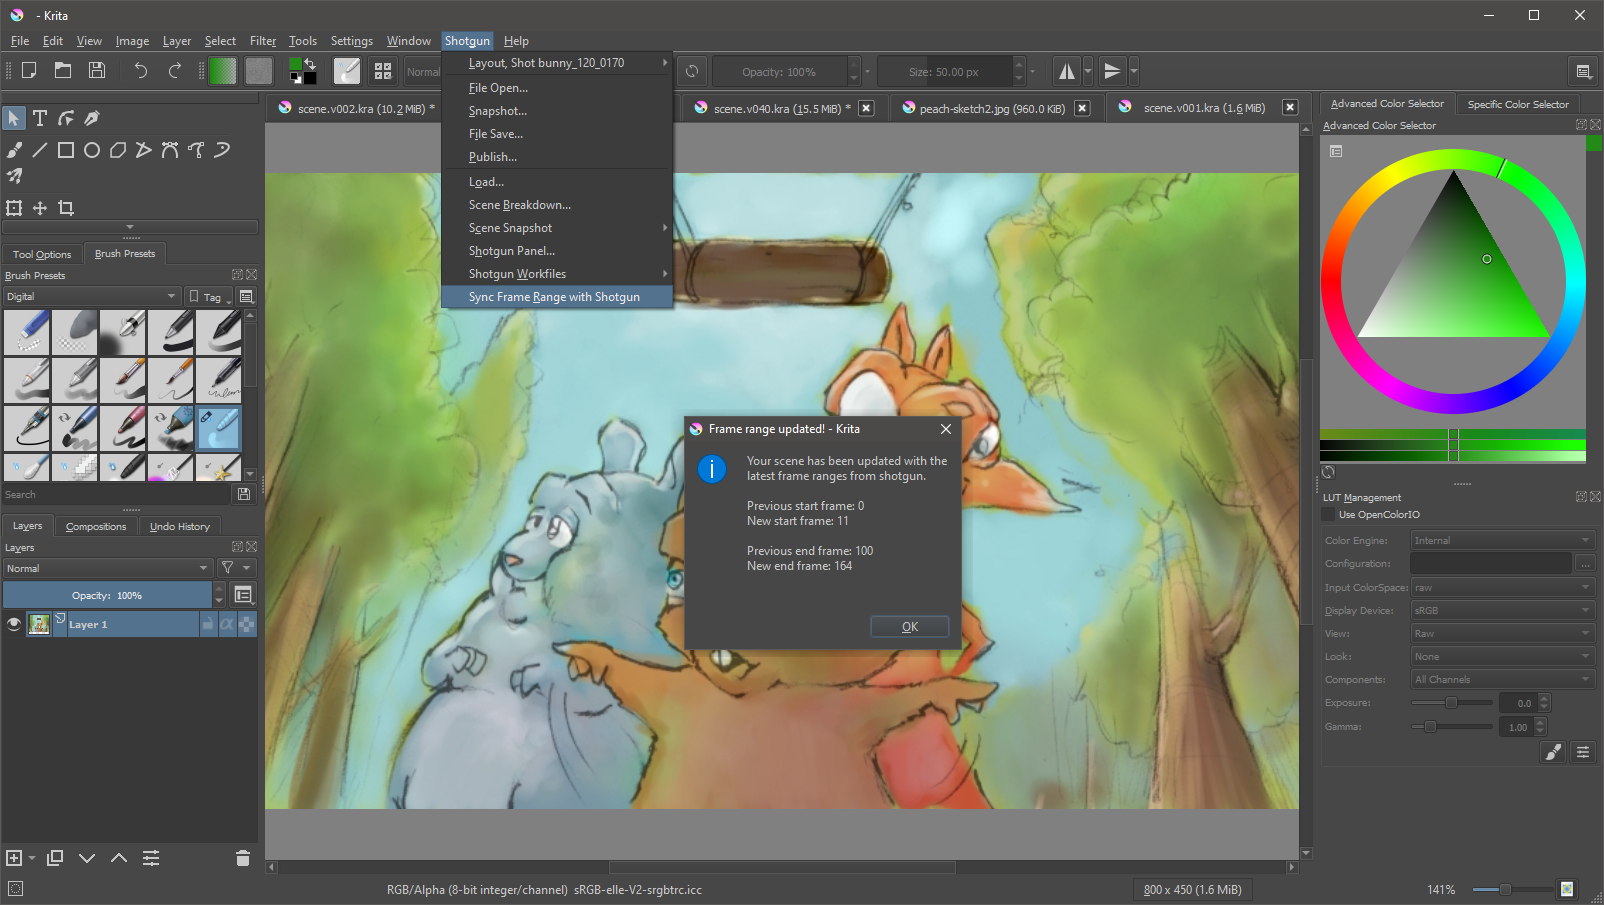 - Krita
File Edit View Image Layer Select Filter Tools Settings Window Shotgun Help
Normal
Opacity: 100%
Size: 50.00 px
Layout, Shot bunny_120_0170
File Open...
Snapshot...
File Save...
Publish...
Load...
Scene Breakdown...
Scene Snapshot
Shotgun Panel...
Shotgun Workfiles
Sync Frame Range with Shotgun
scene.v002.kra (10.2 MiB) *
scene.v040.kra (15.5 MiB) *
peach-sketch2.jpg (960.0 KiB)
scene.v001.kra (1.6 MiB)
Tool Options
Brush Presets
Brush Presets
Digital
Tag
Search
Layers
Compositions
Undo History
Layers
Normal
Opacity: 100%
Layer 1
Frame range updated! - Krita
Your scene has been updated with the
latest frame ranges from shotgun.
Previous start frame: 0
New start frame: 11
Previous end frame: 100
New end frame: 164
OK
Advanced Color Selector
Specific Color Selector
Advanced Color Selector
LUT Management
Use OpenColorIO
Color Engine: Internal
Configuration: ...
Input ColorSpace: raw
Display Device: sRGB
View: Raw
Look: None
Components: All Channels
Exposure: 0.0
Gamma: 1.00
RGB/Alpha (8-bit integer/channel) sRGB-elle-V2-srgbtrc.icc
800 x 450 (1.6 MiB)
141%